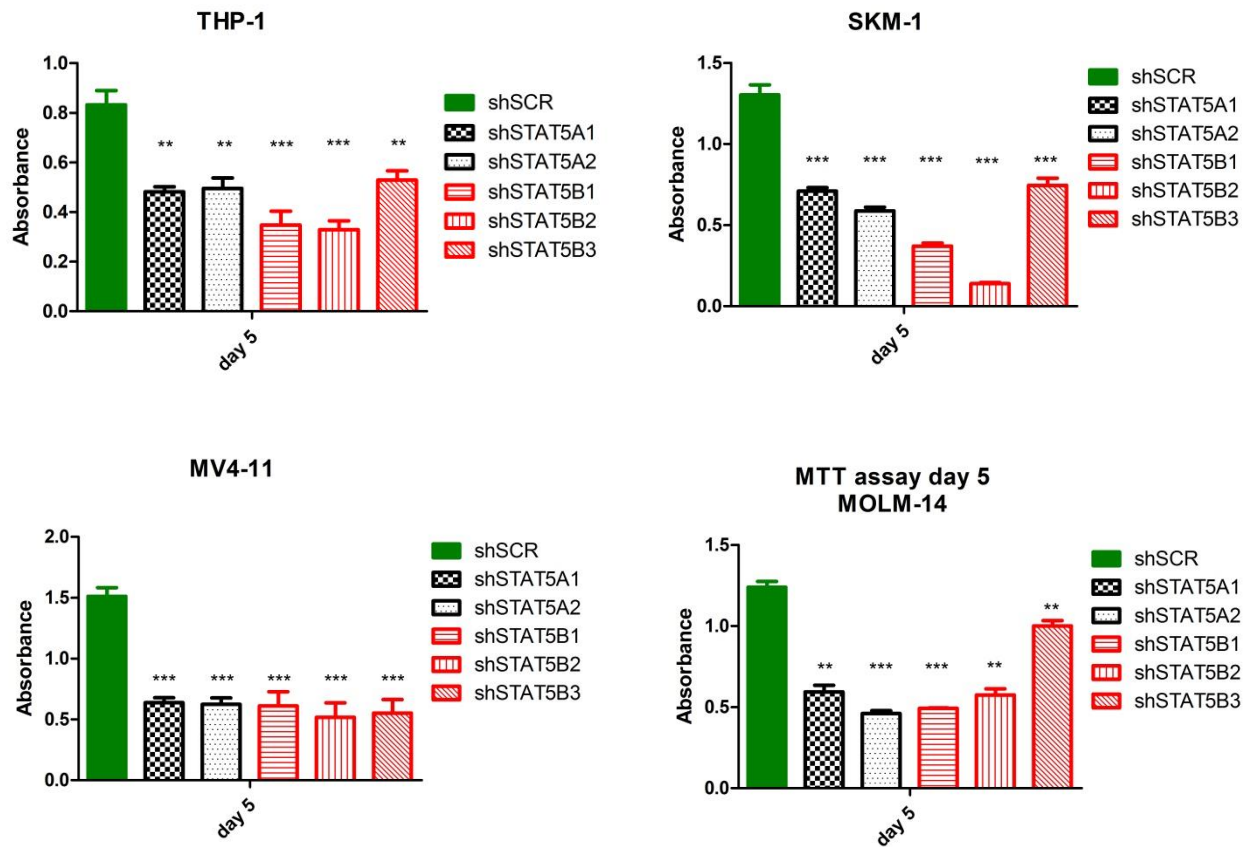 THP-1
1.0
0.8
0.6
0.4
0.2
0.0
Absorbance
** ** *** *** **
day 5
shSCR
shSTAT5A1
shSTAT5A2
shSTAT5B1
shSTAT5B2
shSTAT5B3
SKM-1
1.5
1.0
0.5
0.0
Absorbance
*** *** *** *** ***
day 5
shSCR
shSTAT5A1
shSTAT5A2
shSTAT5B1
shSTAT5B2
shSTAT5B3
MV4-11
2.0
1.5
1.0
0.5
0.0
Absorbance
*** *** *** *** ***
day 5
shSCR
shSTAT5A1
shSTAT5A2
shSTAT5B1
shSTAT5B2
shSTAT5B3
MTT assay day 5
MOLM-14
1.5
1.0
0.5
0.0
Absorbance
** *** *** ** **
day 5
shSCR
shSTAT5A1
shSTAT5A2
shSTAT5B1
shSTAT5B2
shSTAT5B3